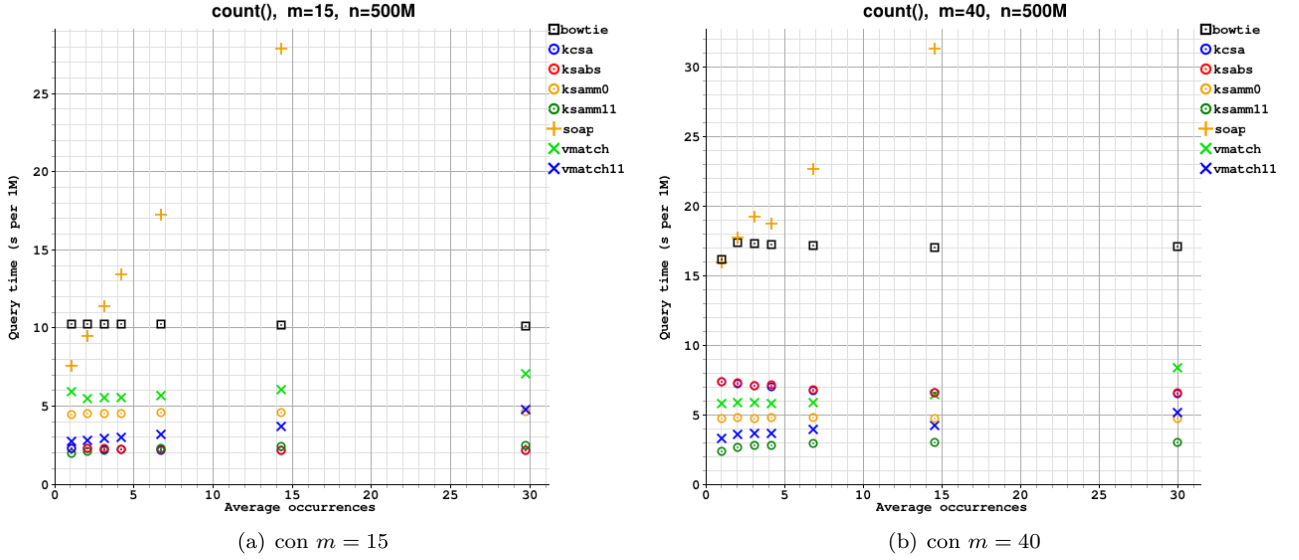 count(), m=15, n=500M
Query time (s per 1M)
25
20
15
10
5
0
0 5 10 15 20 25 30
Average occurrences
bowtie
kcsa
ksabs
ksamm0
ksamm11
soap
vmatch
vmatch11
(a) con m = 15
count(), m=40, n=500M
Query time (s per 1M)
30
25
20
15
10
5
0
0 5 10 15 20 25 30
Average occurrences
bowtie
kcsa
ksabs
ksamm0
ksamm11
soap
vmatch
vmatch11
(b) con m = 40